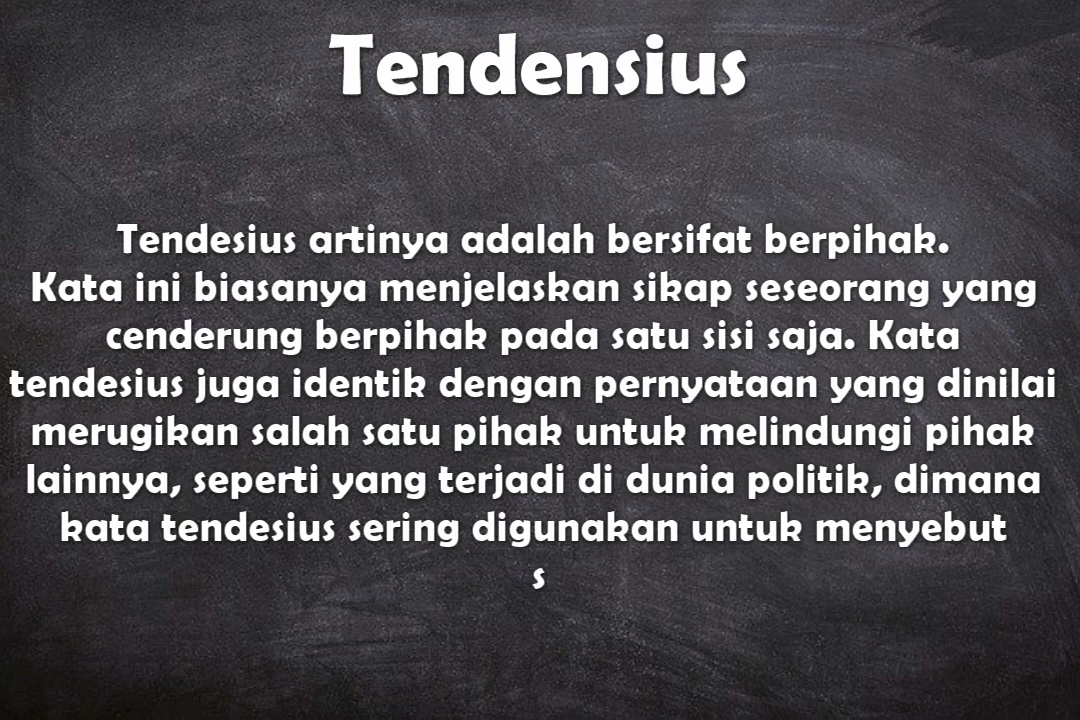 Tendensius
Tendesius artinya adalah bersifat berpihak.
Kata ini biasanya menjelaskan sikap seseorang yang
cenderung berpihak pada satu sisi saja. Kata
tendesius juga identik dengan pernyataan yang dinilai
merugikan salah satu pihak untuk melindungi pihak
lainnya, seperti yang terjadi di dunia politik, dimana
kata tendesius sering digunakan untuk menyebut
s